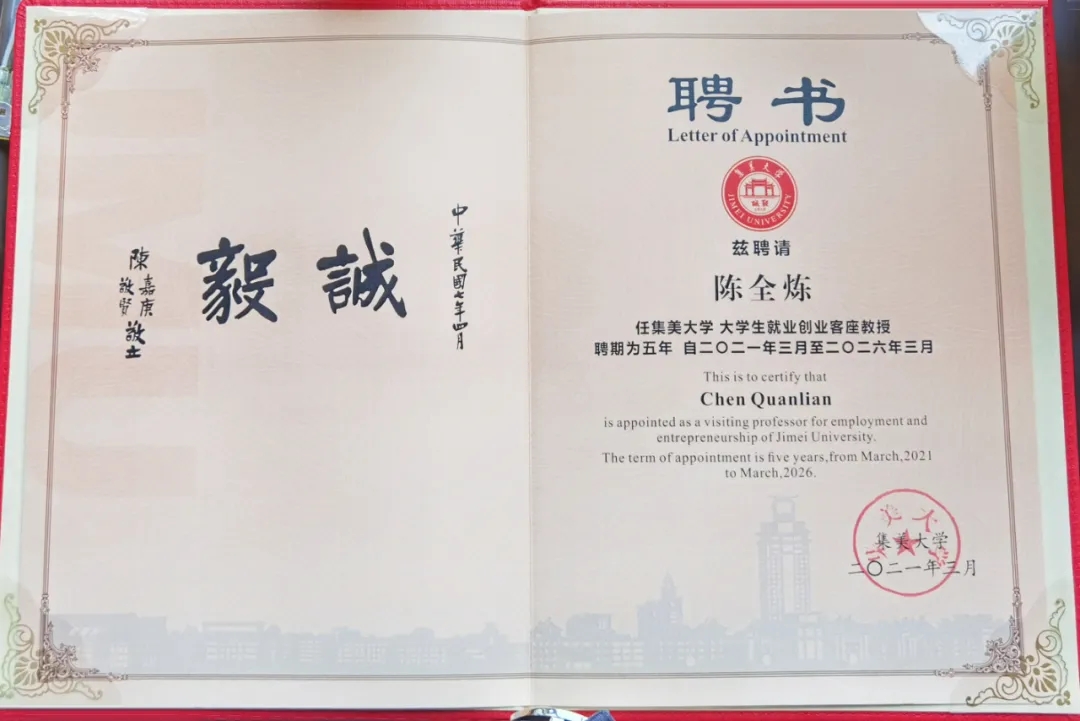 中華民國七年四月
誠毅
陳嘉庚
敬賢
敬立
聘书
Letter of Appointment
集美大学
JIMEI UNIVERSITY
兹聘请
陈全炼
任集美大学 大学生就业创业客座教授
聘期为五年 自二〇二一年三月至二〇二六年三月
This is to certify that
Chen Quanlian
is appointed as a visiting professor for employment and
entrepreneurship of Jimei University.
The term of appointment is five years,from March,2021
to March,2026.
集美大学
二〇二一年三月